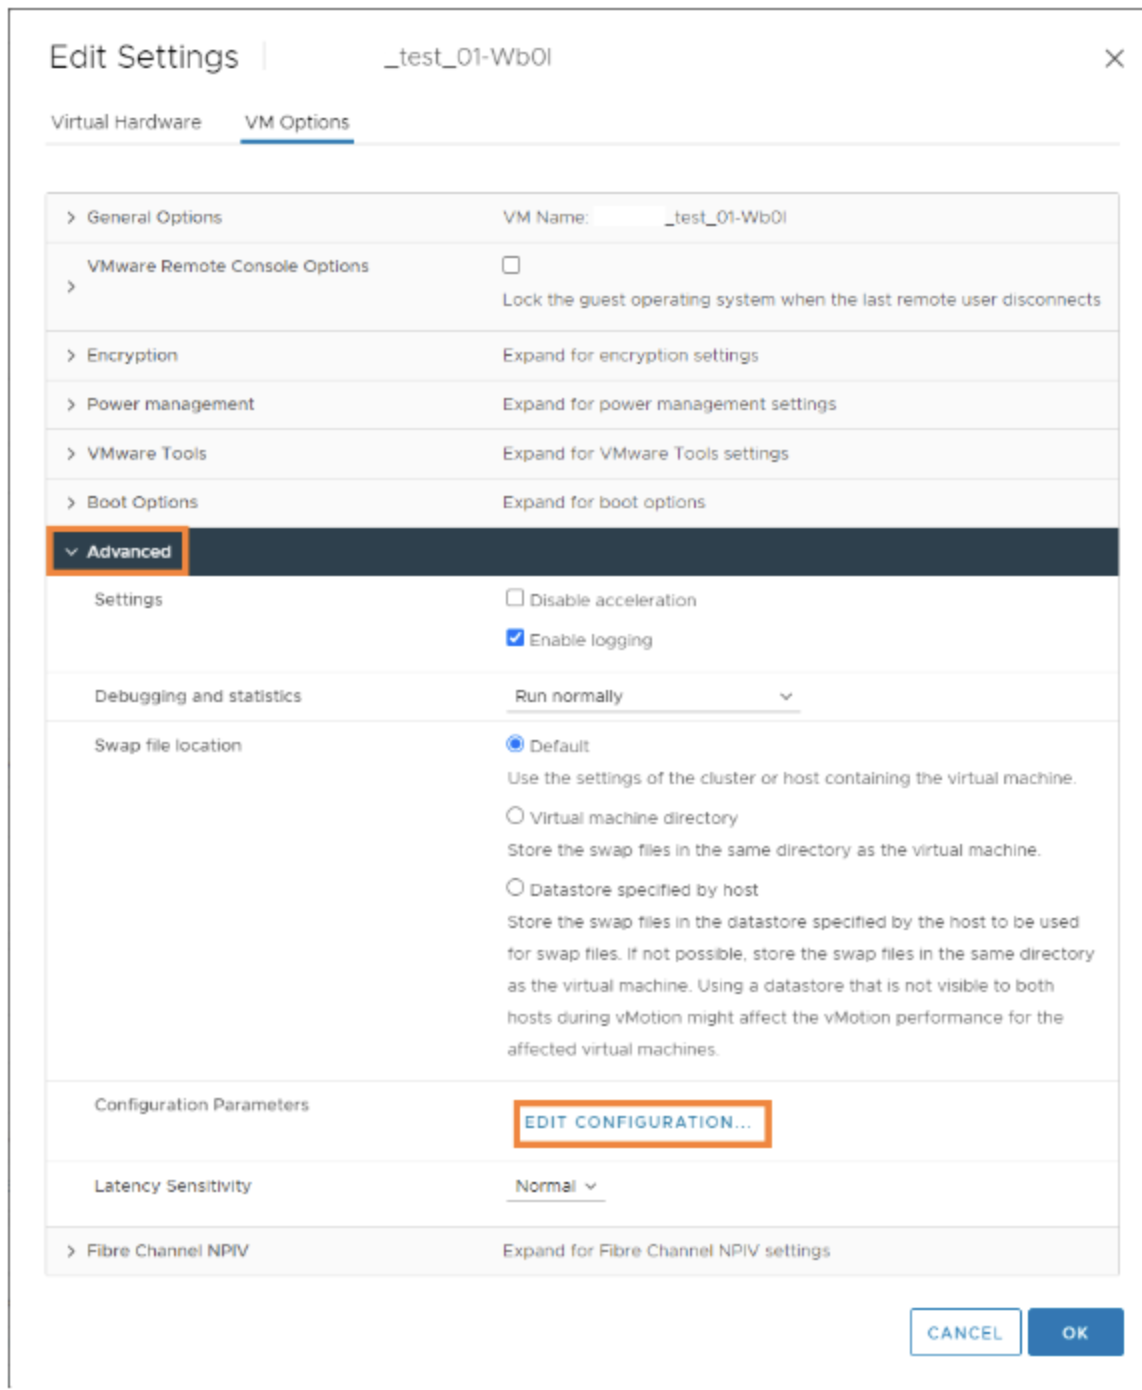 Edit Settings _test_01-Wb0I
Virtual Hardware VM Options
General Options VM Name: _test_01-Wb0I
VMware Remote Console Options
Lock the guest operating system when the last remote user disconnects
Encryption Expand for encryption settings
Power management Expand for power management settings
VMware Tools Expand for VMware Tools settings
Boot Options Expand for boot options
Advanced
Settings Disable acceleration
Enable logging
Debugging and statistics Run normally
Swap file location Default
Use the settings of the cluster or host containing the virtual machine.
Virtual machine directory
Store the swap files in the same directory as the virtual machine.
Datastore specified by host
Store the swap files in the datastore specified by the host to be used
for swap files. If not possible, store the swap files in the same directory
as the virtual machine. Using a datastore that is not visible to both
hosts during vMotion might affect the vMotion performance for the
affected virtual machines.
Configuration Parameters EDIT CONFIGURATION...
Latency Sensitivity Normal
Fibre Channel NPIV Expand for Fibre Channel NPIV settings
CANCEL OK